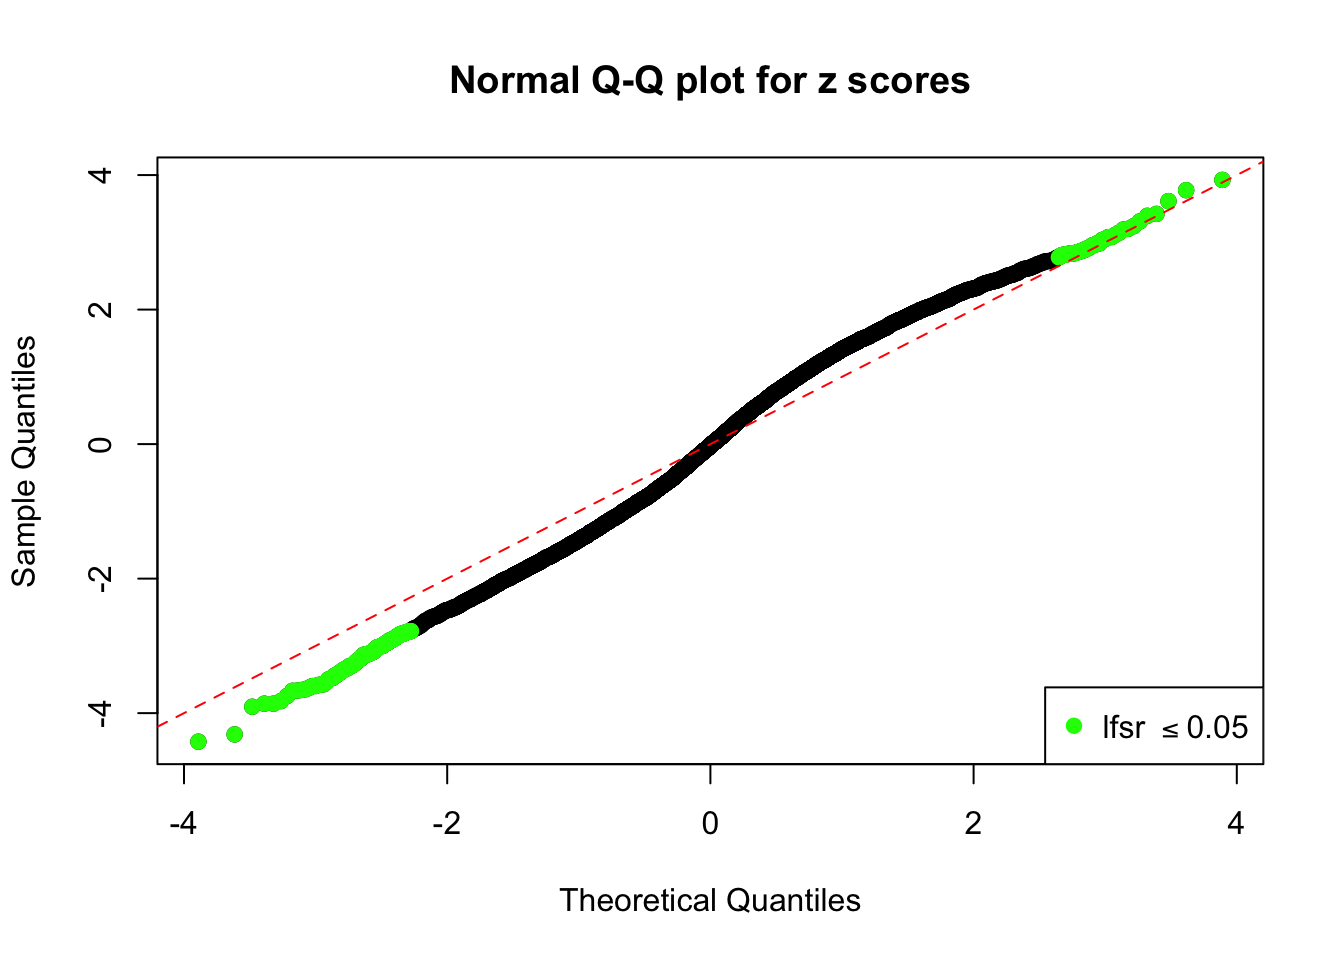 Normal Q-Q plot for z scores
Sample Quantiles
4
2
0
-2
-4
lfsr ≤ 0.05
-4 -2 0 2 4
Theoretical Quantiles